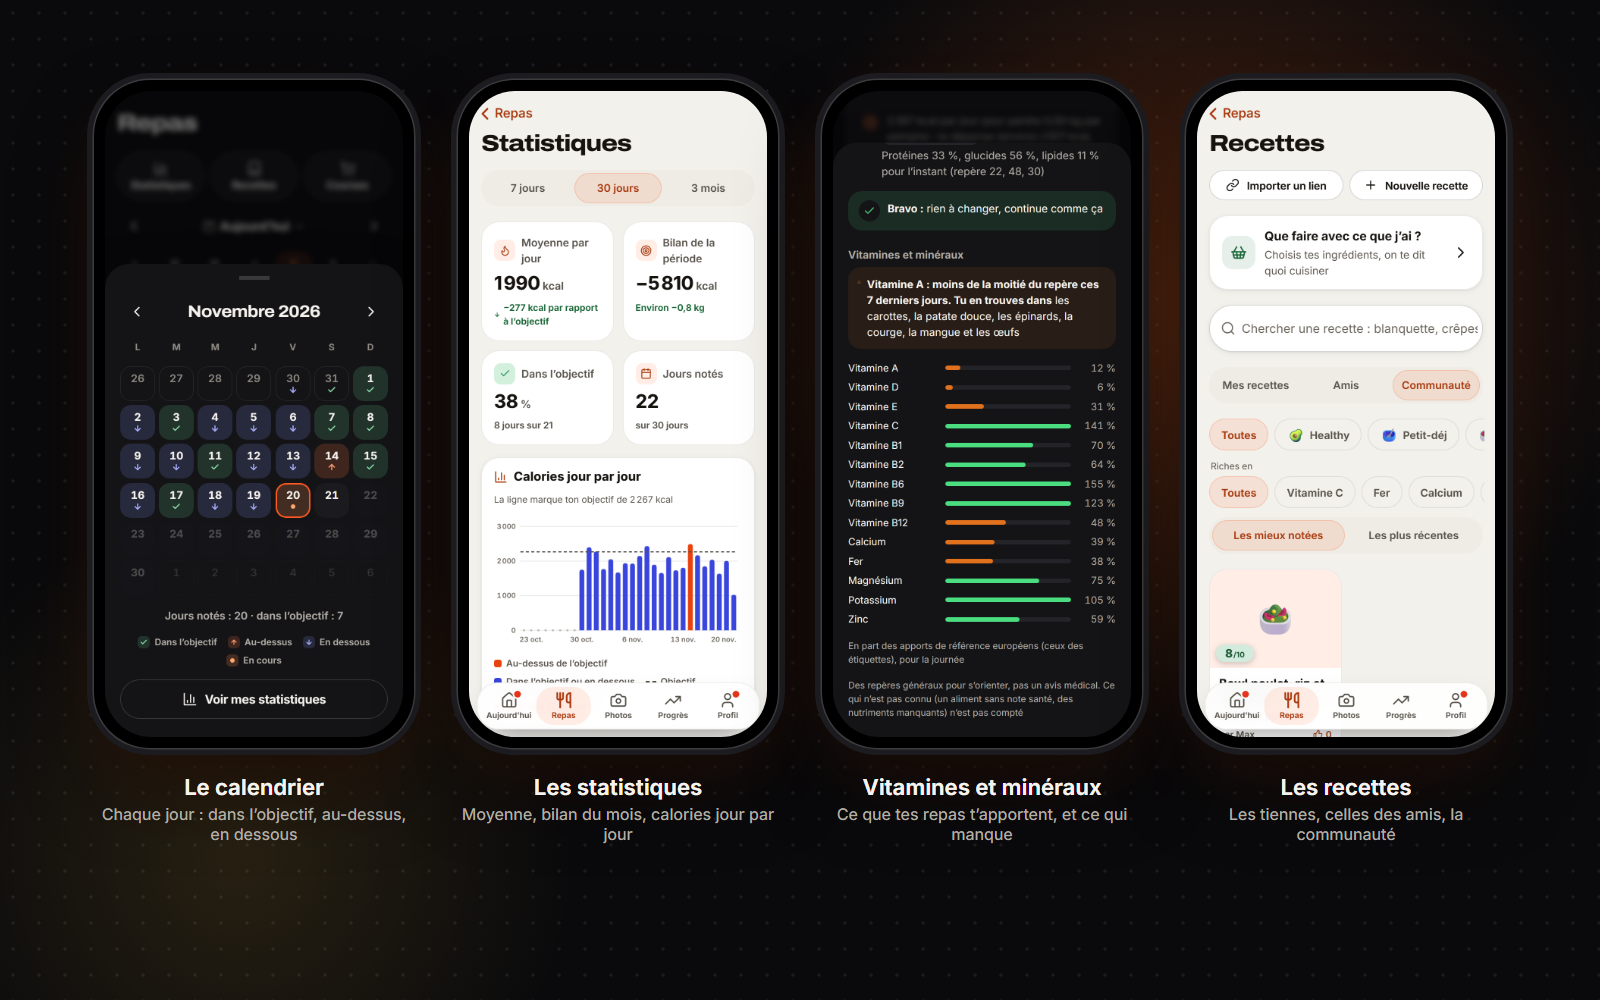 Repas
Statistiques
Recettes
Courses
Aujourd'hui
Novembre 2026
L M M J V S D
26 27 28 29 30 31 1
2 3 4 5 6 7 8
9 10 11 12 13 14 15
16 17 18 19 20 21 22
23 24 25 26 27 28 29
30 1 2 3 4 5 6
Jours notés : 20 · dans l'objectif : 7
Dans l'objectif Au-dessus En dessous
En cours
Voir mes statistiques
Le calendrier
Chaque jour : dans l'objectif, au-dessus,
en dessous
Repas
Statistiques
7 jours 30 jours 3 mois
Moyenne par
jour
1990 kcal
−277 kcal par rapport
à l'objectif
Bilan de la
période
−5810 kcal
Environ −0,8 kg
Dans l'objectif
38 %
8 jours sur 21
Jours notés
22
sur 30 jours
Calories jour par jour
La ligne marque ton objectif de 2 267 kcal
3000
2000
1000
0
23 oct. 30 oct. 6 nov. 13 nov. 20 nov.
Au-dessus de l'objectif
Dans l'objectif ou en dessous Objectif
Aujourd'hui Repas Photos Progrès Profil
Les statistiques
Moyenne, bilan du mois, calories jour par
jour
Protéines 33 %, glucides 56 %, lipides 11 %
pour l'instant (repère 22, 48, 30)
Bravo : rien à changer, continue comme ça
Vitamines et minéraux
Vitamine A : moins de la moitié du repère ces
7 derniers jours. Tu en trouves dans les
carottes, la patate douce, les épinards, la
courge, la mangue et les œufs
Vitamine A 12 %
Vitamine D 6 %
Vitamine E 31 %
Vitamine C 141 %
Vitamine B1 70 %
Vitamine B2 64 %
Vitamine B6 155 %
Vitamine B9 123 %
Vitamine B12 48 %
Calcium 39 %
Fer 38 %
Magnésium 75 %
Potassium 105 %
Zinc 59 %
En part des apports de référence européens (ceux des
étiquettes), pour la journée
Des repères généraux pour s'orienter, pas un avis médical. Ce
qui n'est pas connu (un aliment sans note santé, des
nutriments manquants) n'est pas compté
Vitamines et minéraux
Ce que tes repas t'apportent, et ce qui
manque
Repas
Recettes
Importer un lien Nouvelle recette
Que faire avec ce que j'ai ?
Choisis tes ingrédients, on te dit
quoi cuisiner
Chercher une recette : blanquette, crêpes
Mes recettes Amis Communauté
Toutes Healthy Petit-déj
Riches en
Toutes Vitamine C Fer Calcium
Les mieux notées Les plus récentes
8/10
Aujourd'hui Repas Photos Progrès Profil
Max 0
Les recettes
Les tiennes, celles des amis, la
communauté